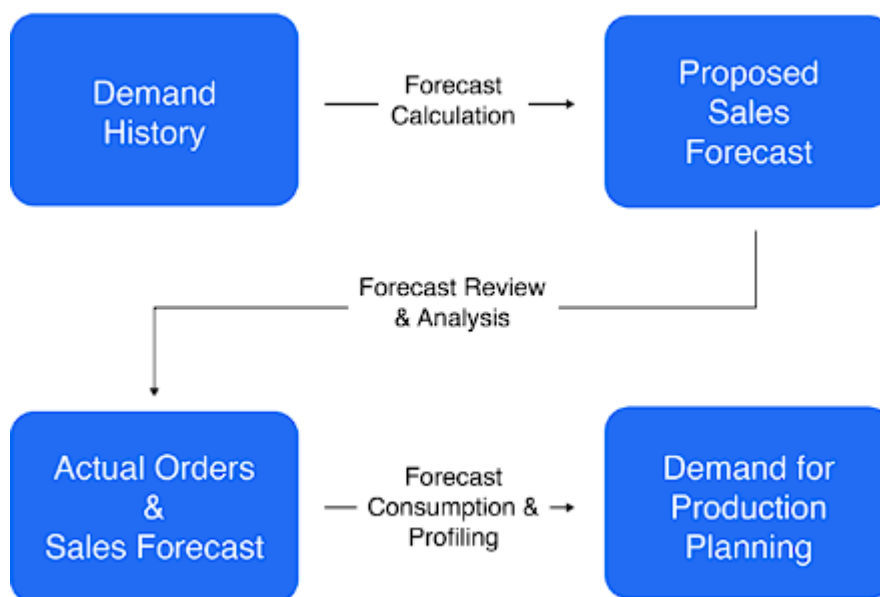 Demand
History
Forecast
Calculation
Proposed
Sales
Forecast
Forecast Review
& Analysis
Actual Orders
&
Sales Forecast
Forecast
Consumption &
Profiling
Demand for
Production
Planning